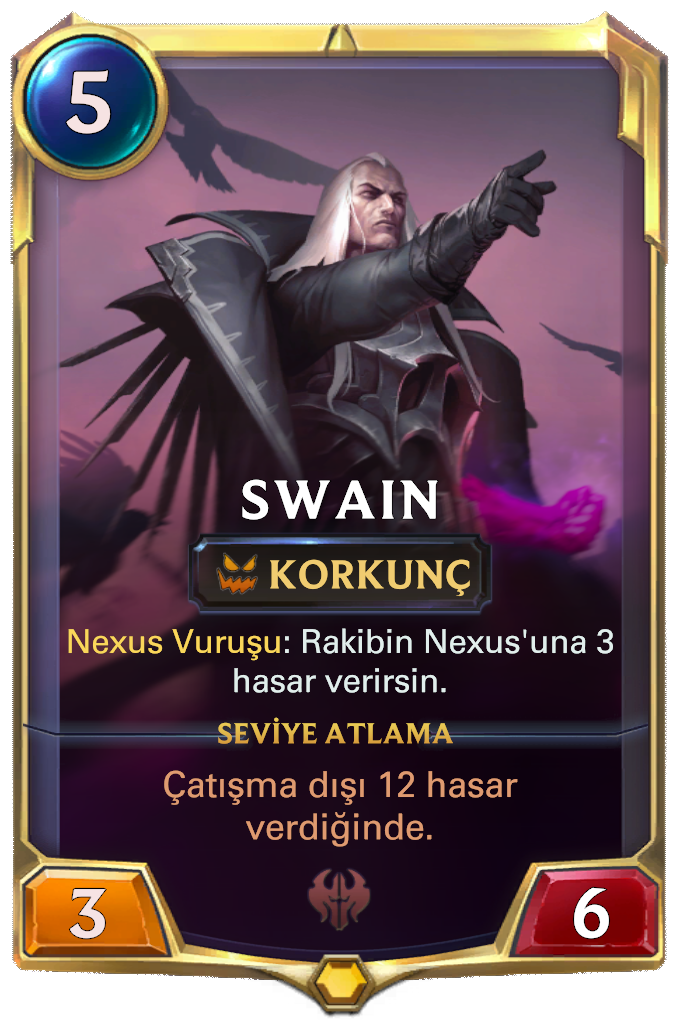 5
SWAIN
KORKUNÇ
Nexus Vuruşu: Rakibin Nexus'una 3
hasar verirsin.
SEVİYE ATLAMA
Çatışma dışı 12 hasar
verdiğinde.
3
6